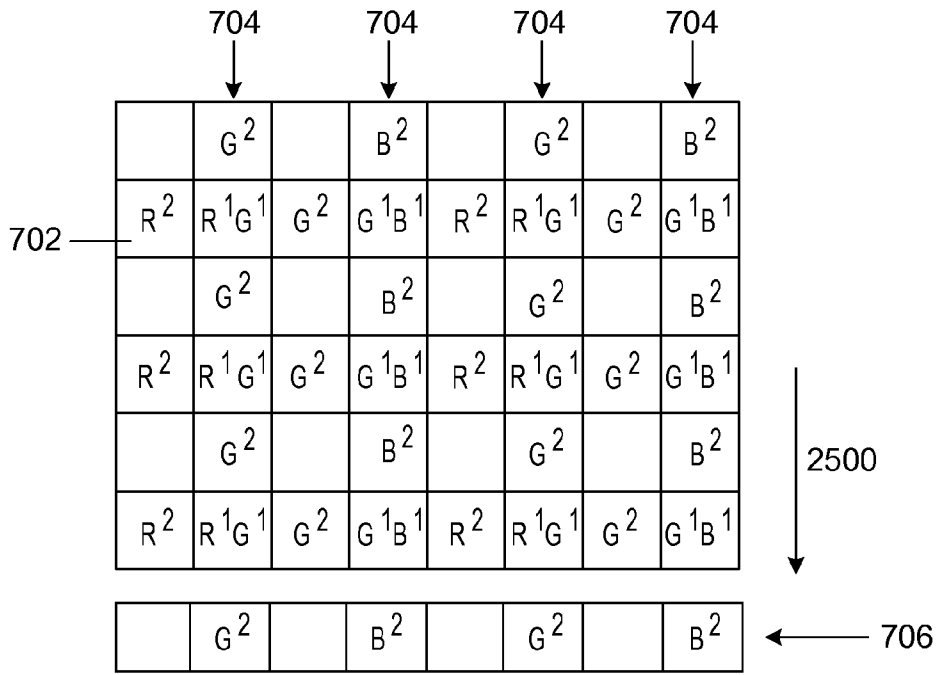 704 704 704 704
G² B² G² B²
R² R¹G¹ G² G¹B¹ R² R¹G¹ G² G¹B¹
702
G² B² G² B²
R² R¹G¹ G² G¹B¹ R² R¹G¹ G² G¹B¹
G² B² G² B²
2500
R² R¹G¹ G² G¹B¹ R² R¹G¹ G² G¹B¹
G² B² G² B²
706